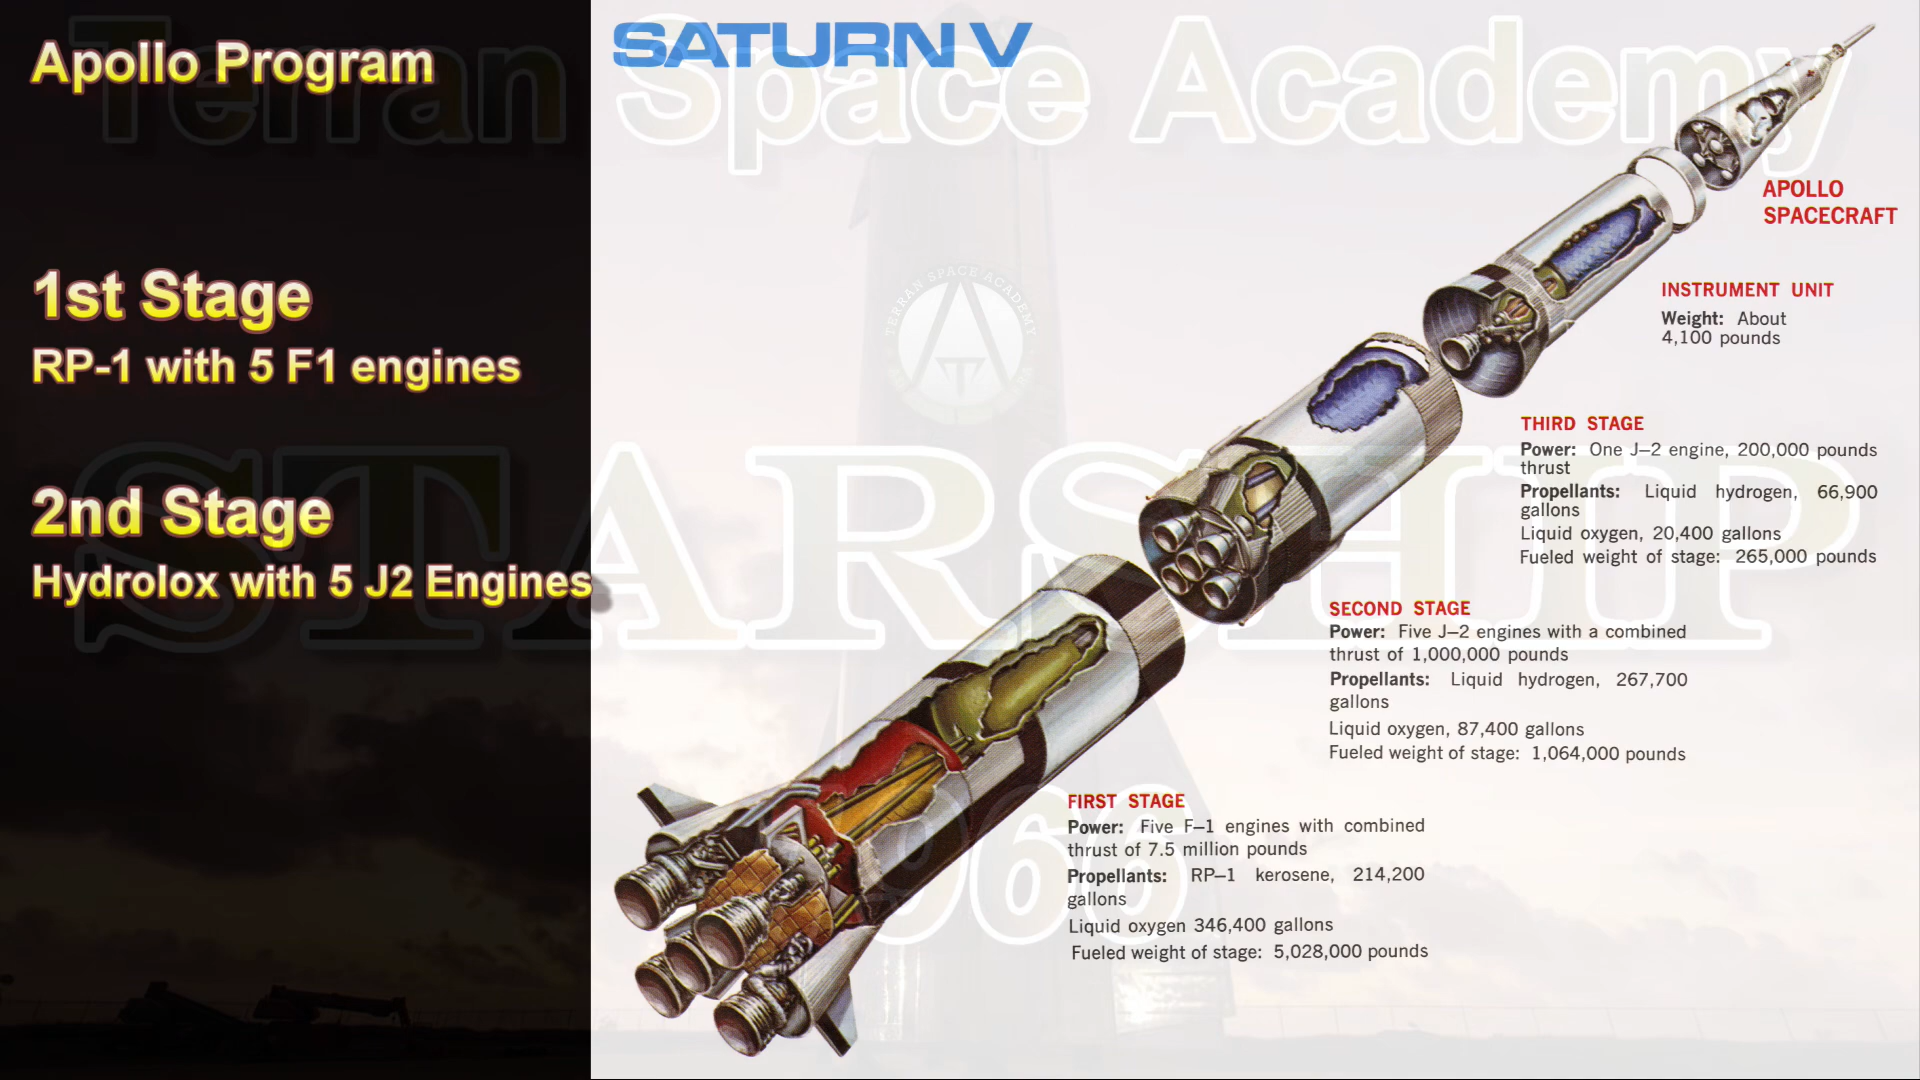 Terran Space Academy
Apollo Program
1st Stage
RP-1 with 5 F1 engines
2nd Stage
Hydrolox with 5 J2 Engines
STARSHIP
SATURN V
APOLLO
SPACECRAFT
TERRAN SPACE ACADEMY
INSTRUMENT UNIT
Weight: About
4,100 pounds
THIRD STAGE
Power: One J–2 engine, 200,000 pounds
thrust
Propellants: Liquid hydrogen, 66,900
gallons
Liquid oxygen, 20,400 gallons
Fueled weight of stage: 265,000 pounds
SECOND STAGE
Power: Five J–2 engines with a combined
thrust of 1,000,000 pounds
Propellants: Liquid hydrogen, 267,700
gallons
Liquid oxygen, 87,400 gallons
Fueled weight of stage: 1,064,000 pounds
FIRST STAGE
Power: Five F–1 engines with combined
thrust of 7.5 million pounds
Propellants: RP–1 kerosene, 214,200
gallons
Liquid oxygen 346,400 gallons
Fueled weight of stage: 5,028,000 pounds